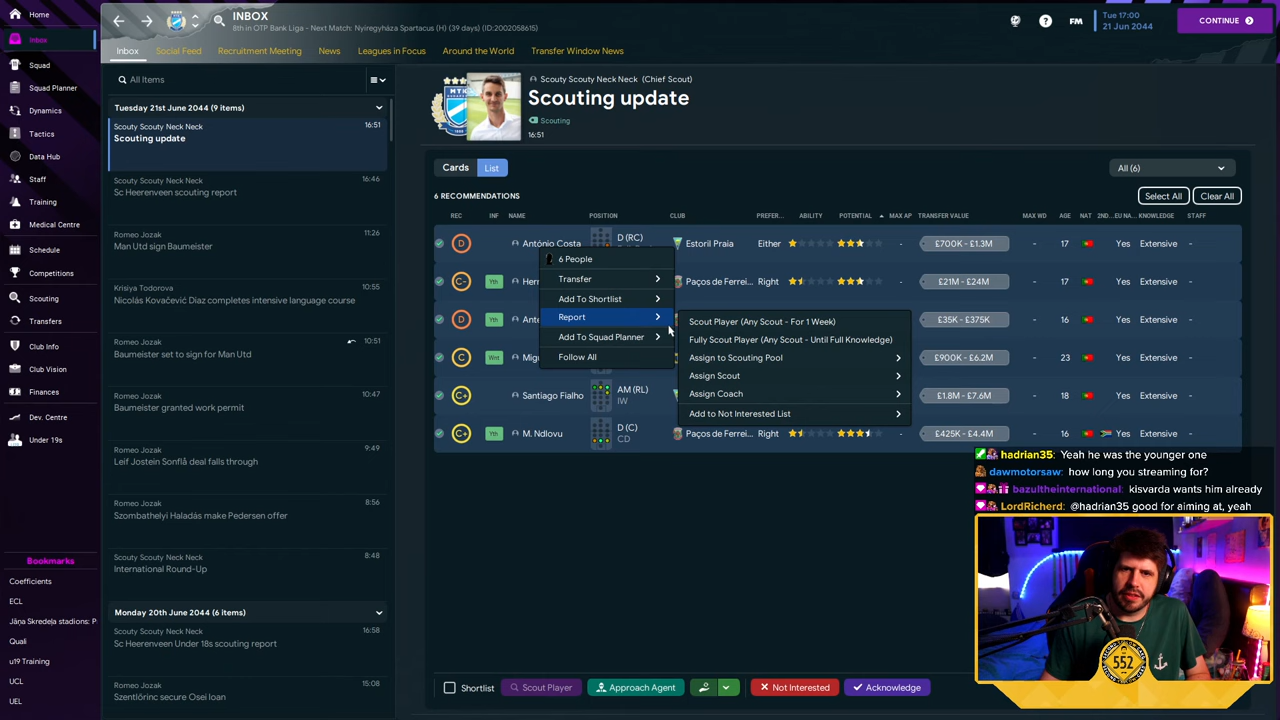 Home
INBOX
8th in OTP Bank Liga - Next Match: Nyíregyháza Spartacus (H) (39 days) (ID:2002058615)
FM
Tue 17:00
21 Jun 2044
CONTINUE
Inbox
Squad
Squad Planner
Dynamics
Tactics
Data Hub
Staff
Training
Medical Centre
Schedule
Competitions
Scouting
Transfers
Club Info
Club Vision
Finances
Dev. Centre
Under 19s
Bookmarks
Coefficients
ECL
Quali
u19 Training
UCL
UEL
Inbox
Social Feed
Recruitment Meeting
News
Leagues in Focus
Around the World
Transfer Window News
All Items
Tuesday 21st June 2044 (9 items)
Scouty Scouty Neck Neck 16:51
Scouting update
Scouty Scouty Neck Neck 16:46
Sc Heerenveen scouting report
Romeo Jozak 11:26
Man Utd sign Baumeister
Krisiya Todorova 10:55
Nicolás Kovačević Diaz completes intensive language course
Romeo Jozak 10:51
Baumeister set to sign for Man Utd
Romeo Jozak 10:47
Baumeister granted work permit
Romeo Jozak 9:49
Leif Jostein Sonflå deal falls through
Romeo Jozak 8:56
Szombathelyi Haladás make Pedersen offer
Scouty Scouty Neck Neck 8:48
International Round-Up
Monday 20th June 2044 (6 items)
Scouty Scouty Neck Neck 16:58
Sc Heerenveen Under 18s scouting report
Romeo Jozak 15:08
Szentlőrinc secure Osei loan
MTK
Scouty Scouty Neck Neck (Chief Scout)
Scouting update
Scouting
16:51
Cards
List
All (6)
6 RECOMMENDATIONS
Select All
Clear All
REC INF NAME POSITION CLUB PREFER... ABILITY POTENTIAL MAX AP TRANSFER VALUE MAX WD AGE NAT 2ND... EU NA... KNOWLEDGE STAFF
D António Costa D (RC) Estoril Praia Either - £700K - £1.3M 17 Yes Extensive -
C- Yth Her Paços de Ferrei... Right - £21M - £24M 17 Yes Extensive -
D Yth Ant £35K - £375K 16 Yes Extensive -
C Wnt Mig £900K - £6.2M 23 Yes Extensive -
C+ Santiago Fialho AM (RL) IW £1.8M - £7.6M 18 Yes Extensive -
C+ Yth M. Ndlovu D (C) CD Paços de Ferrei... Right - £425K - £4.4M 16 Yes Extensive -
6 People
Transfer
Add To Shortlist
Report
Add To Squad Planner
Follow All
Scout Player (Any Scout - For 1 Week)
Fully Scout Player (Any Scout - Until Full Knowledge)
Assign to Scouting Pool
Assign Scout
Assign Coach
Add to Not Interested List
hadrian35: Yeah he was the younger one
dawmotorsaw: how long you streaming for?
bazultheinternational: kisvarda wants him already
LordRicherd: @hadrian35 good for aiming at, yeah
552
Shortlist
Scout Player
Approach Agent
Not Interested
Acknowledge